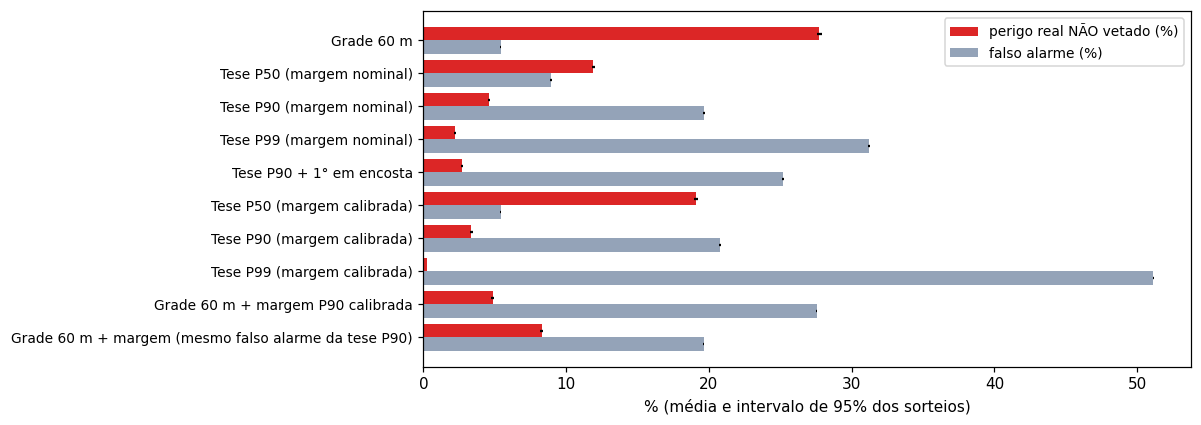 perigo real NÃO vetado (%)
falso alarme (%)
Grade 60 m
Tese P50 (margem nominal)
Tese P90 (margem nominal)
Tese P99 (margem nominal)
Tese P90 + 1° em encosta
Tese P50 (margem calibrada)
Tese P90 (margem calibrada)
Tese P99 (margem calibrada)
Grade 60 m + margem P90 calibrada
Grade 60 m + margem (mesmo falso alarme da tese P90)
0 10 20 30 40 50
% (média e intervalo de 95% dos sorteios)